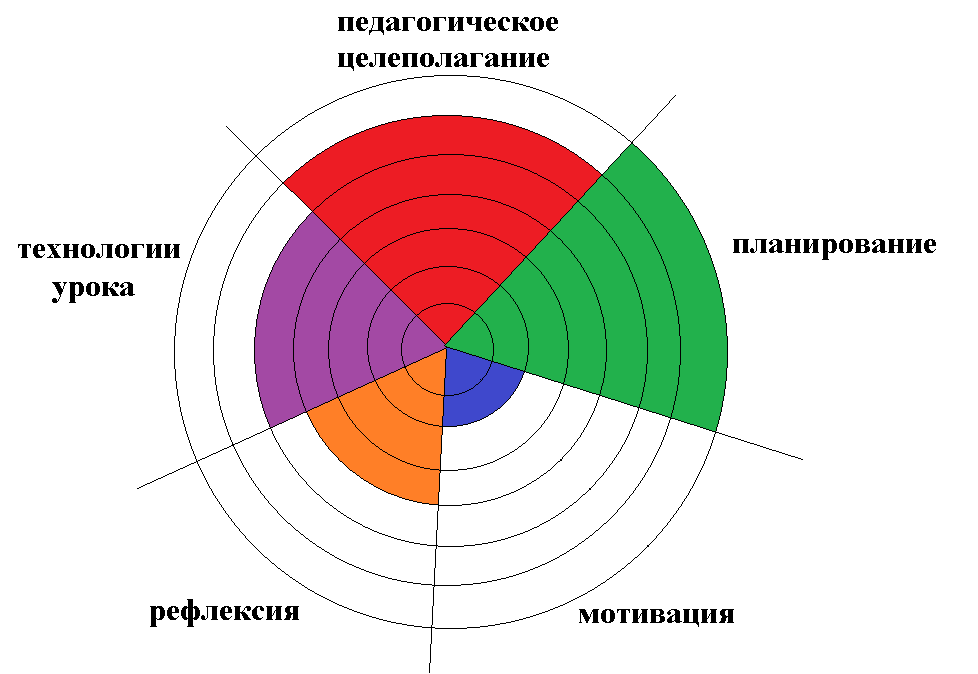 педагогическое
целеполагание
планирование
технологии
урока
рефлексия
мотивация